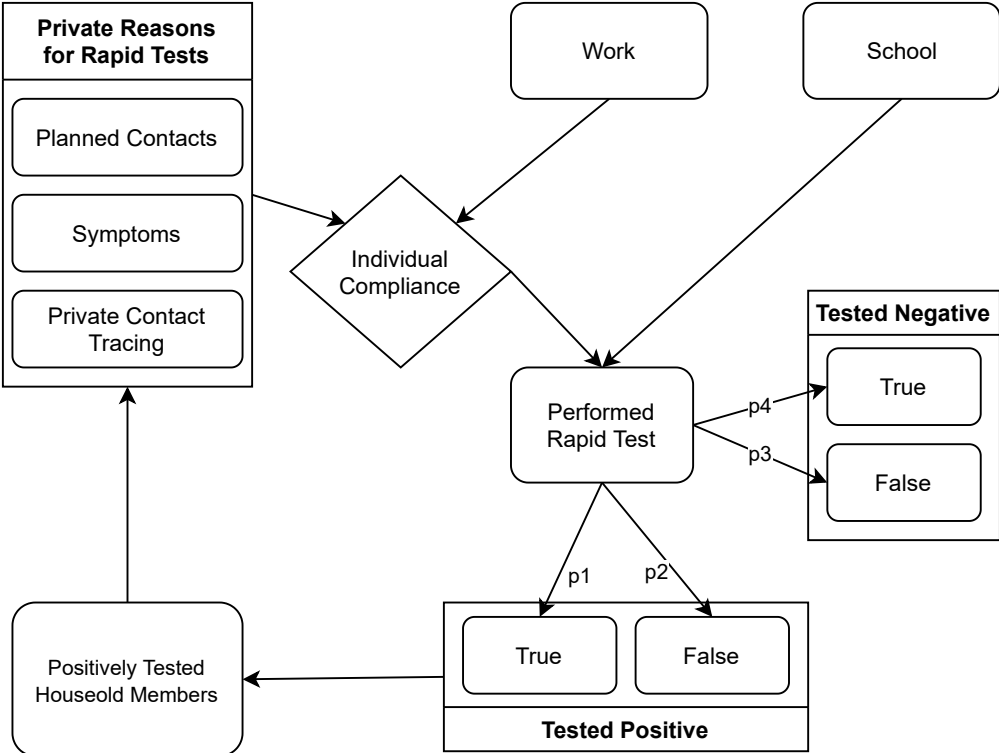 Private Reasons
for Rapid Tests
Planned Contacts
Symptoms
Private Contact
Tracing
Work
School
Individual
Compliance
Performed
Rapid Test
Tested Negative
True
False
p4
p3
p1
p2
True
False
Tested Positive
Positively Tested
Houseold Members